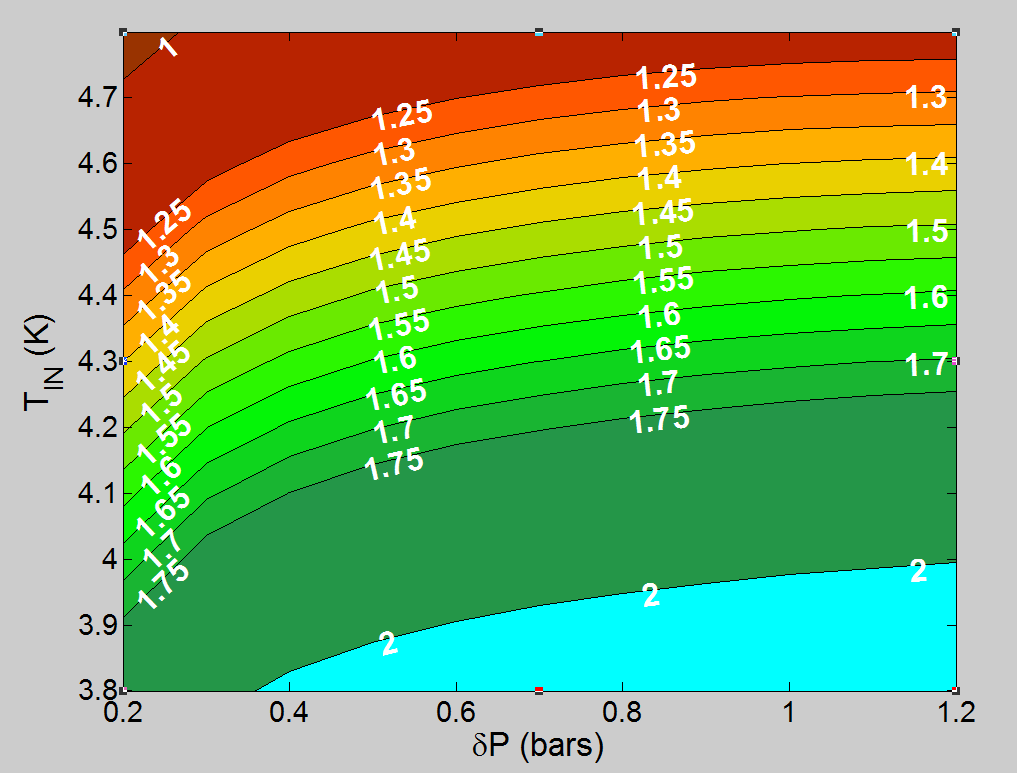 1
1.25 1.25 1.25
1.3 1.3 1.3 1.3
1.35 1.35 1.35
1.4 1.4 1.4 1.4
1.45 1.45 1.45
1.5 1.5 1.5 1.5
1.55 1.55 1.55
1.6 1.6 1.6 1.6
1.65 1.65 1.65
1.7 1.7 1.7 1.7
1.75 1.75 1.75
2 2 2
4.7
4.6
4.5
4.4
4.3
4.2
4.1
4
3.9
3.8
TIN (K)
0.2 0.4 0.6 0.8 1 1.2
δP (bars)